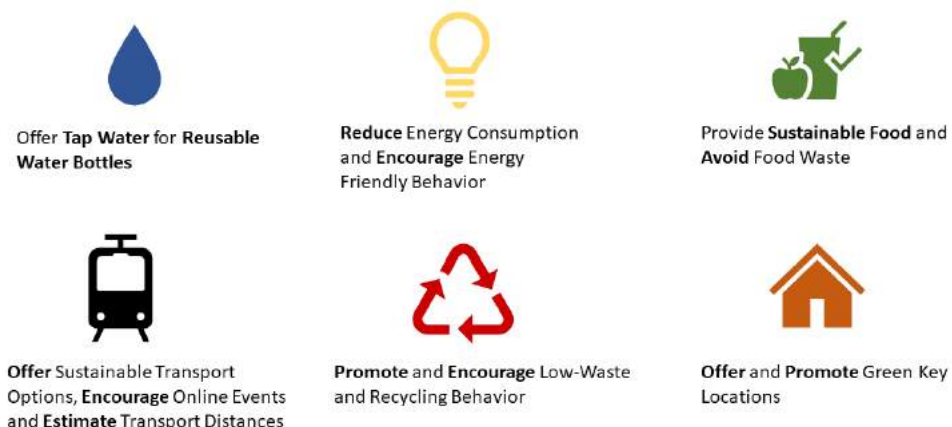 Offer Tap Water for Reusable
Water Bottles
Reduce Energy Consumption
and Encourage Energy
Friendly Behavior
Provide Sustainable Food and
Avoid Food Waste
Offer Sustainable Transport
Options, Encourage Online Events
and Estimate Transport Distances
Promote and Encourage Low-Waste
and Recycling Behavior
Offer and Promote Green Key
Locations